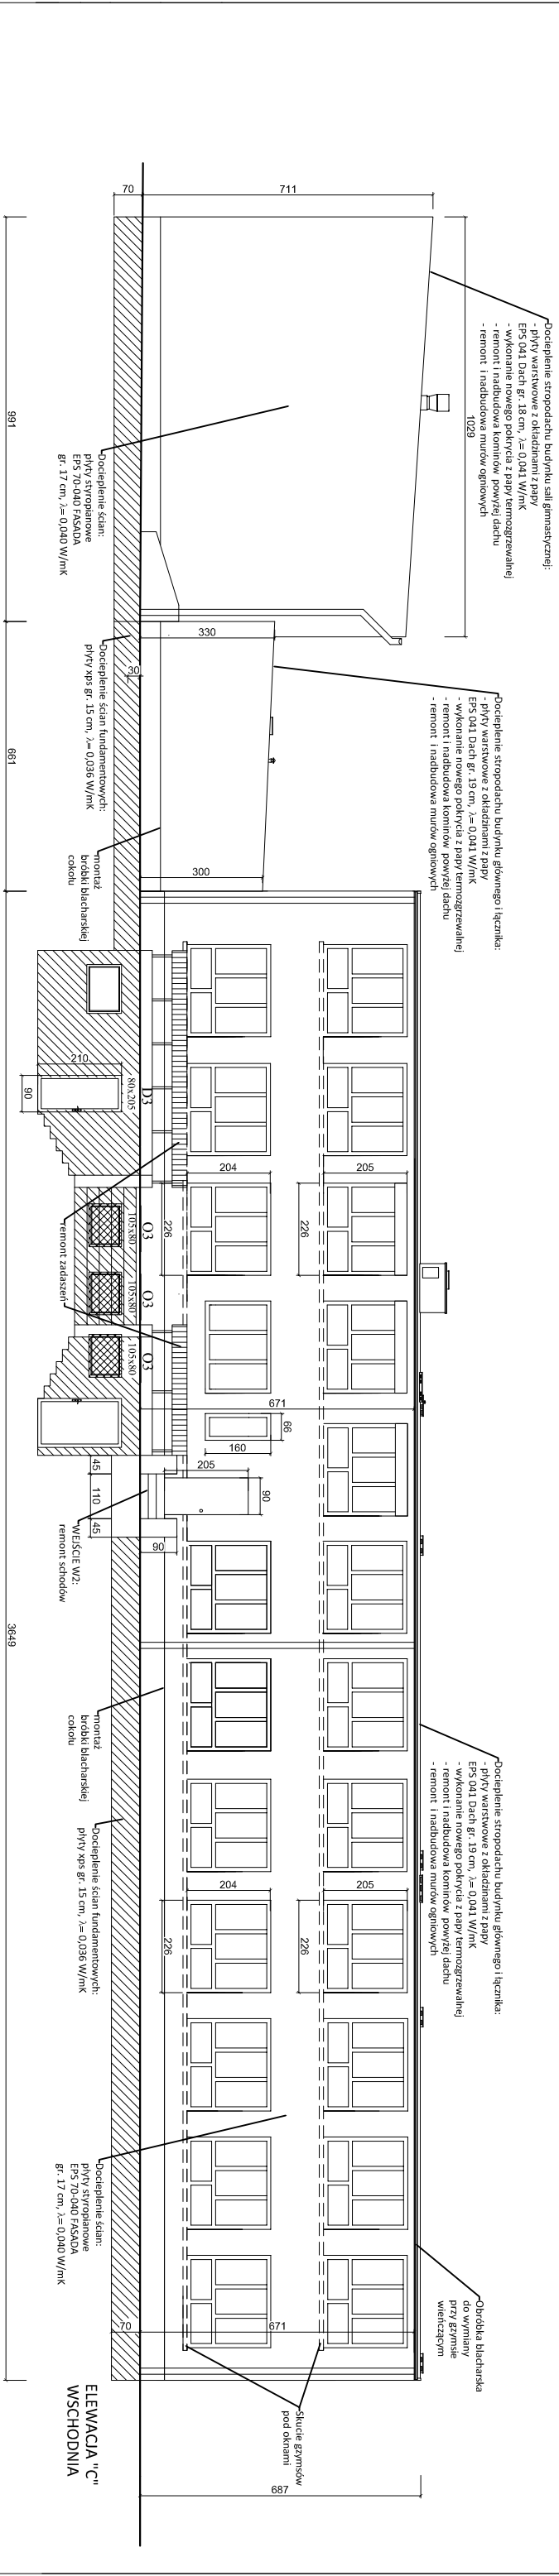 Docieplenie stropodachu budynku sali gimnastycznej:
- płyty warstwowe z okładzinami z papy
EPS 041 Dach gr. 18 cm, λ= 0,041 W/mK
- wykonanie nowego pokrycia z papy termozgrzewalnej
- remont i nadbudowa kominów powyżej dachu
- remont i nadbudowa murów ogniowych
1029
711
70
991
Docieplenie ścian:
płyty styropianowe
EPS 70-040 FASADA
gr. 17 cm, λ= 0,040 W/mK
Docieplenie stropodachu budynku głównego i łącznika:
- płyty warstwowe z okładzinami z papy
EPS 041 Dach gr. 19 cm, λ= 0,041 W/mK
- wykonanie nowego pokrycia z papy termozgrzewalnej
- remont i nadbudowa kominów powyżej dachu
- remont i nadbudowa murów ogniowych
330
30
300
661
Docieplenie ścian fundamentowych:
płyty xps gr. 15 cm, λ= 0,036 W/mK
montaż
bróbki blacharskiej
cokołu
210
90
80x205
D3
105x80
O3
105x80
O3
105x80
O3
remont zadaszeń
204
226
205
226
671
66
160
205
90
45
110
45
90
WEJŚCIE W2:
remont schodów
3649
Docieplenie stropodachu budynku głównego i łącznika:
- płyty warstwowe z okładzinami z papy
EPS 041 Dach gr. 19 cm, λ= 0,041 W/mK
- wykonanie nowego pokrycia z papy termozgrzewalnej
- remont i nadbudowa kominów powyżej dachu
- remont i nadbudowa murów ogniowych
montaż
bróbki blacharskiej
cokołu
Docieplenie ścian fundamentowych:
płyty xps gr. 15 cm, λ= 0,036 W/mK
204
226
205
226
Docieplenie ścian:
płyty styropianowe
EPS 70-040 FASADA
gr. 17 cm, λ= 0,040 W/mK
Obróbka blacharska
do wymiany
przy gzymsie
wieńczącym
671
70
Skucie gzymsów
pod oknami
687
ELEWACJA "C"
WSCHODNIA